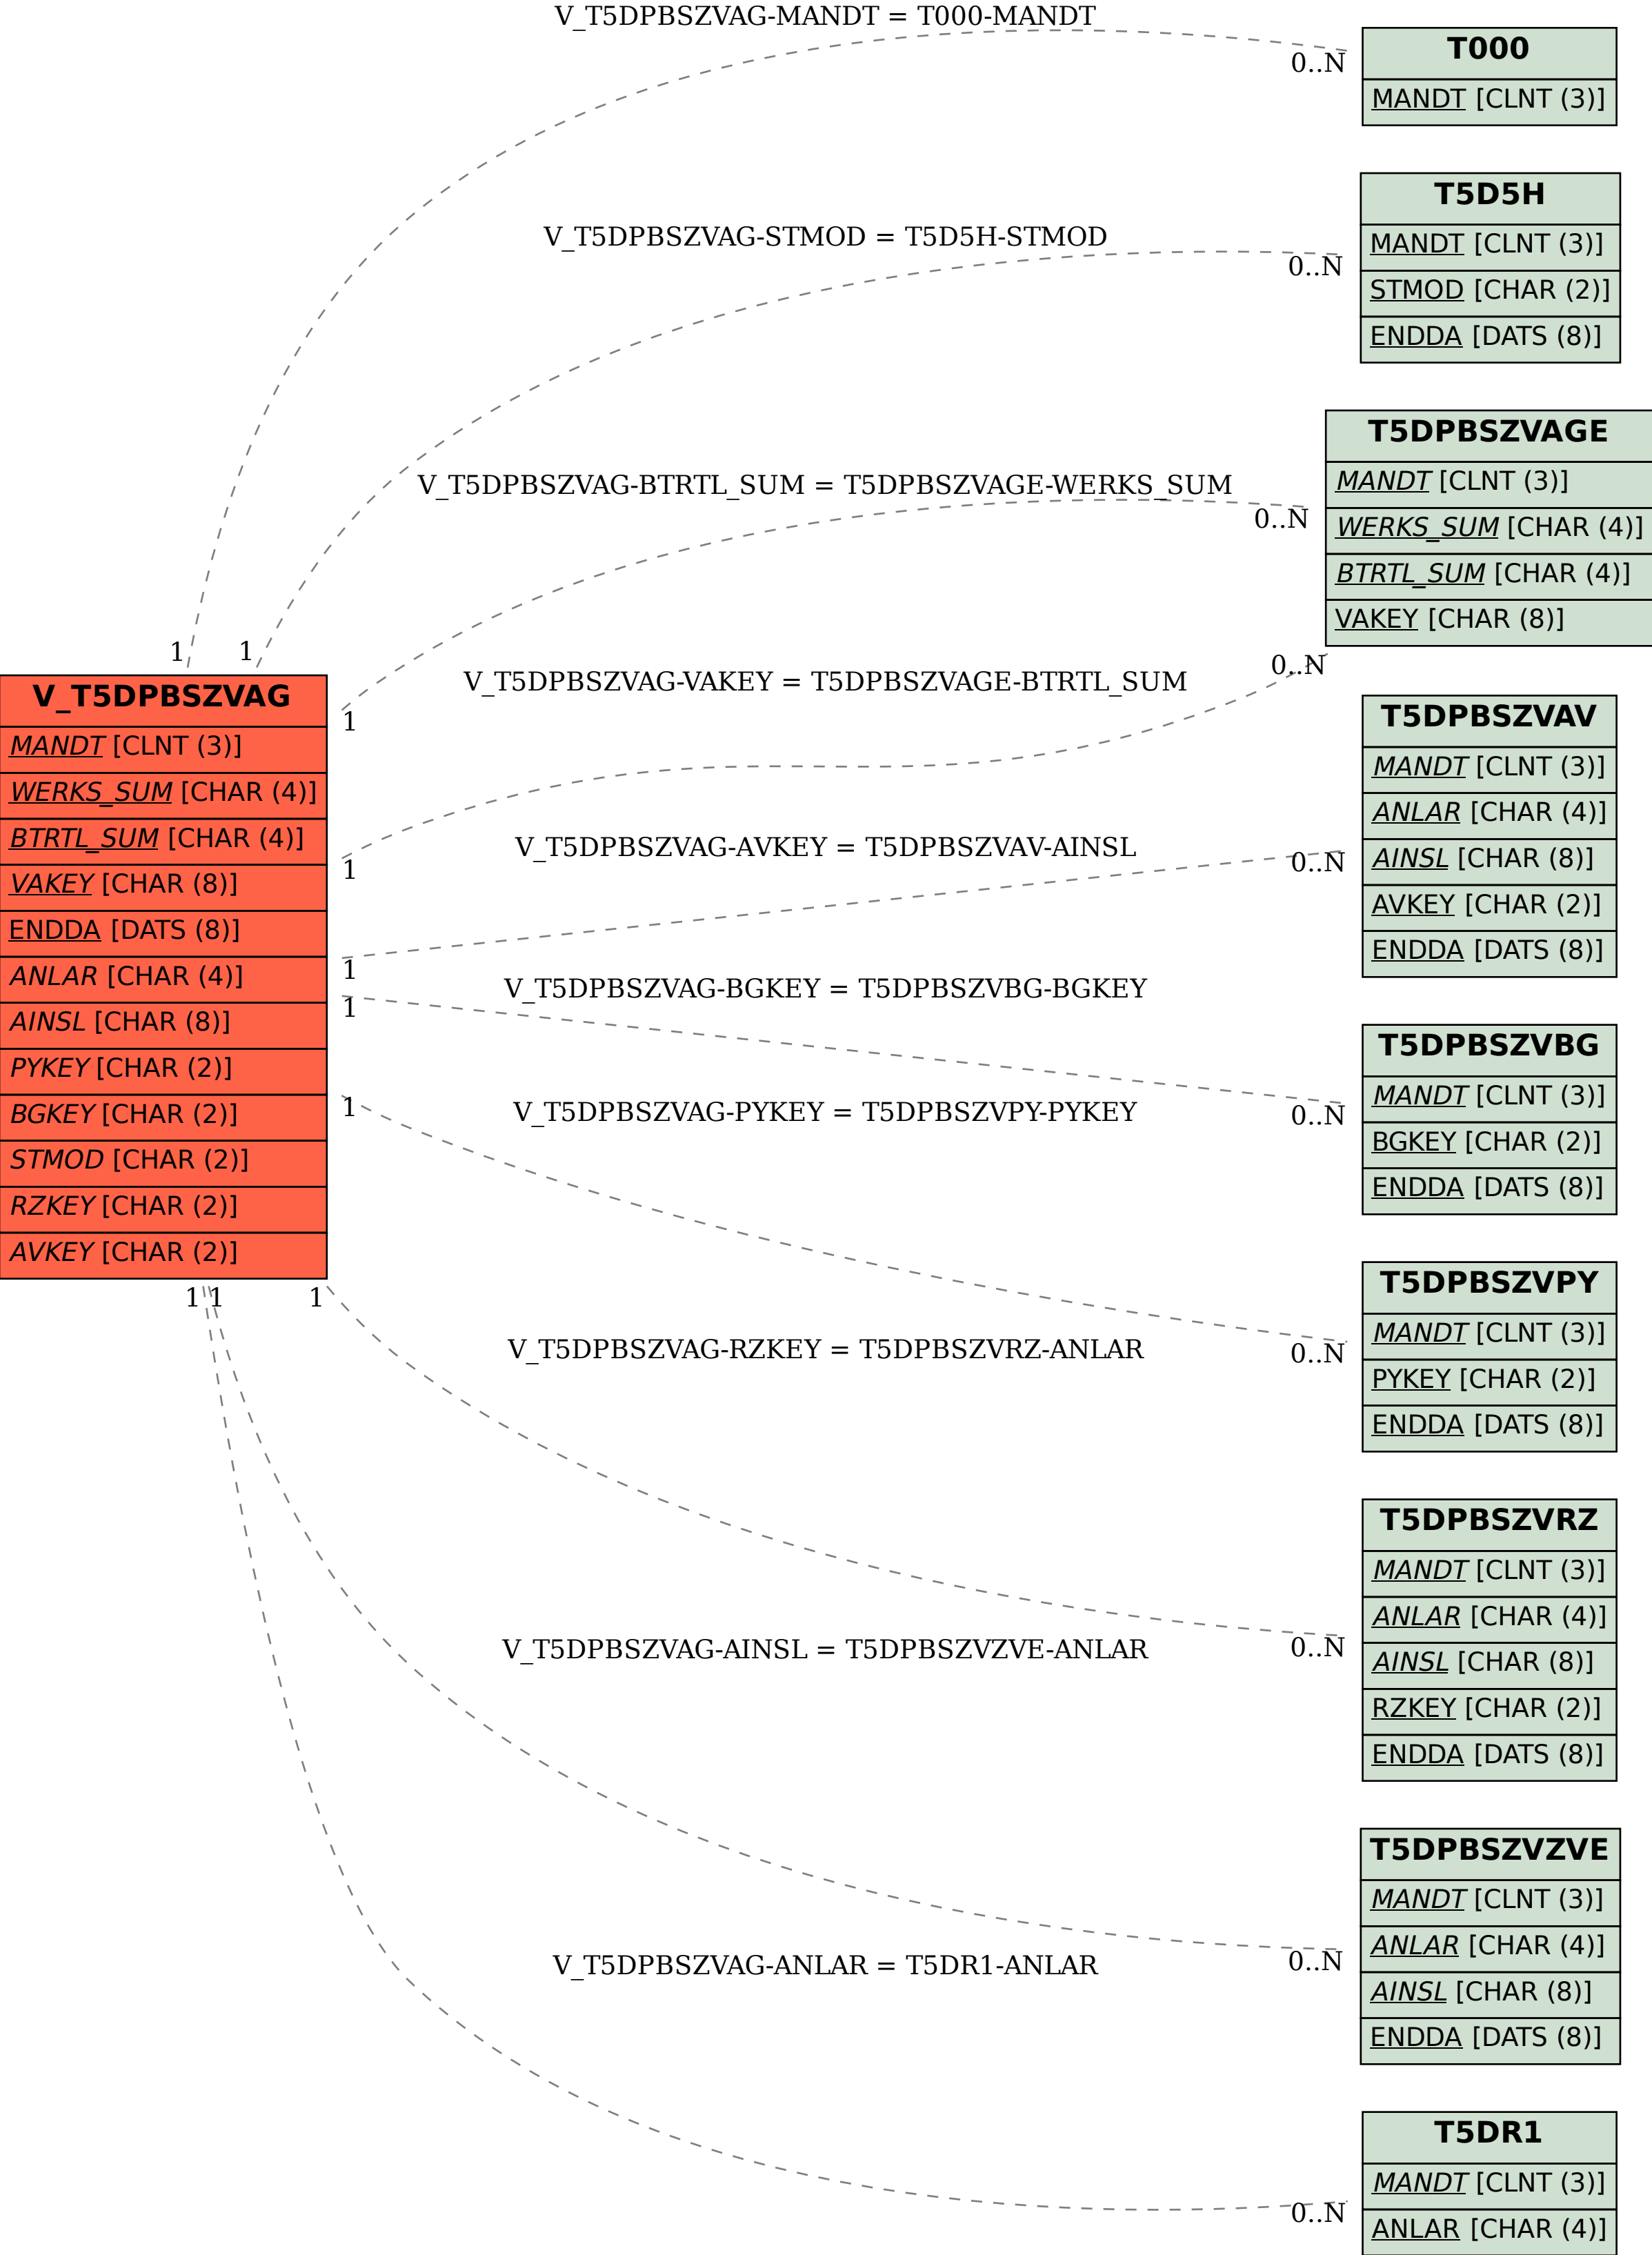 V_T5DPBSZVAG-MANDT = T000-MANDT
0..N
T000
MANDT [CLNT (3)]
V_T5DPBSZVAG-STMOD = T5D5H-STMOD
0..N
T5D5H
MANDT [CLNT (3)]
STMOD [CHAR (2)]
ENDDA [DATS (8)]
V_T5DPBSZVAG-BTRTL_SUM = T5DPBSZVAGE-WERKS_SUM
0..N
T5DPBSZVAGE
MANDT [CLNT (3)]
WERKS_SUM [CHAR (4)]
BTRTL_SUM [CHAR (4)]
VAKEY [CHAR (8)]
1
1
V_T5DPBSZVAG-VAKEY = T5DPBSZVAGE-BTRTL_SUM
0..N
V_T5DPBSZVAG
MANDT [CLNT (3)]
WERKS_SUM [CHAR (4)]
BTRTL_SUM [CHAR (4)]
VAKEY [CHAR (8)]
ENDDA [DATS (8)]
ANLAR [CHAR (4)]
AINSL [CHAR (8)]
PYKEY [CHAR (2)]
BGKEY [CHAR (2)]
STMOD [CHAR (2)]
RZKEY [CHAR (2)]
AVKEY [CHAR (2)]
1
1
1
1
1
1
1
1
V_T5DPBSZVAG-AVKEY = T5DPBSZVAV-AINSL
0..N
T5DPBSZVAV
MANDT [CLNT (3)]
ANLAR [CHAR (4)]
AINSL [CHAR (8)]
AVKEY [CHAR (2)]
ENDDA [DATS (8)]
V_T5DPBSZVAG-BGKEY = T5DPBSZVBG-BGKEY
0..N
T5DPBSZVBG
MANDT [CLNT (3)]
BGKEY [CHAR (2)]
ENDDA [DATS (8)]
V_T5DPBSZVAG-PYKEY = T5DPBSZVPY-PYKEY
0..N
T5DPBSZVPY
MANDT [CLNT (3)]
PYKEY [CHAR (2)]
ENDDA [DATS (8)]
V_T5DPBSZVAG-RZKEY = T5DPBSZVRZ-ANLAR
0..N
T5DPBSZVRZ
MANDT [CLNT (3)]
ANLAR [CHAR (4)]
AINSL [CHAR (8)]
RZKEY [CHAR (2)]
ENDDA [DATS (8)]
V_T5DPBSZVAG-AINSL = T5DPBSZVZVE-ANLAR
0..N
T5DPBSZVZVE
MANDT [CLNT (3)]
ANLAR [CHAR (4)]
AINSL [CHAR (8)]
ENDDA [DATS (8)]
V_T5DPBSZVAG-ANLAR = T5DR1-ANLAR
0..N
T5DR1
MANDT [CLNT (3)]
ANLAR [CHAR (4)]